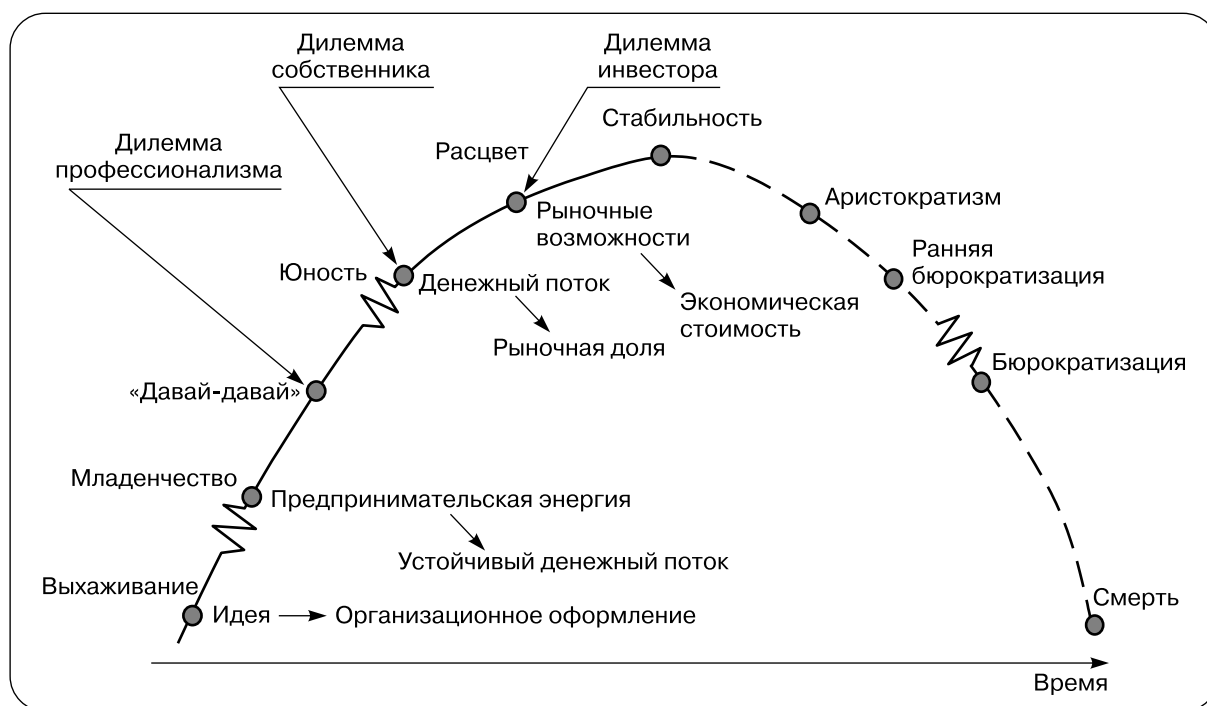 Дилемма
собственника
Дилемма
инвестора
Стабильность
Дилемма
профессионализма
Расцвет
Аристократизм
Рыночные
возможности
Ранняя
бюрократизация
Юность
Денежный поток
Экономическая
стоимость
Рыночная доля
Бюрократизация
«Давай-давай»
Младенчество
Предпринимательская энергия
Устойчивый денежный поток
Выхаживание
Идея
Организационное оформление
Смерть
Время